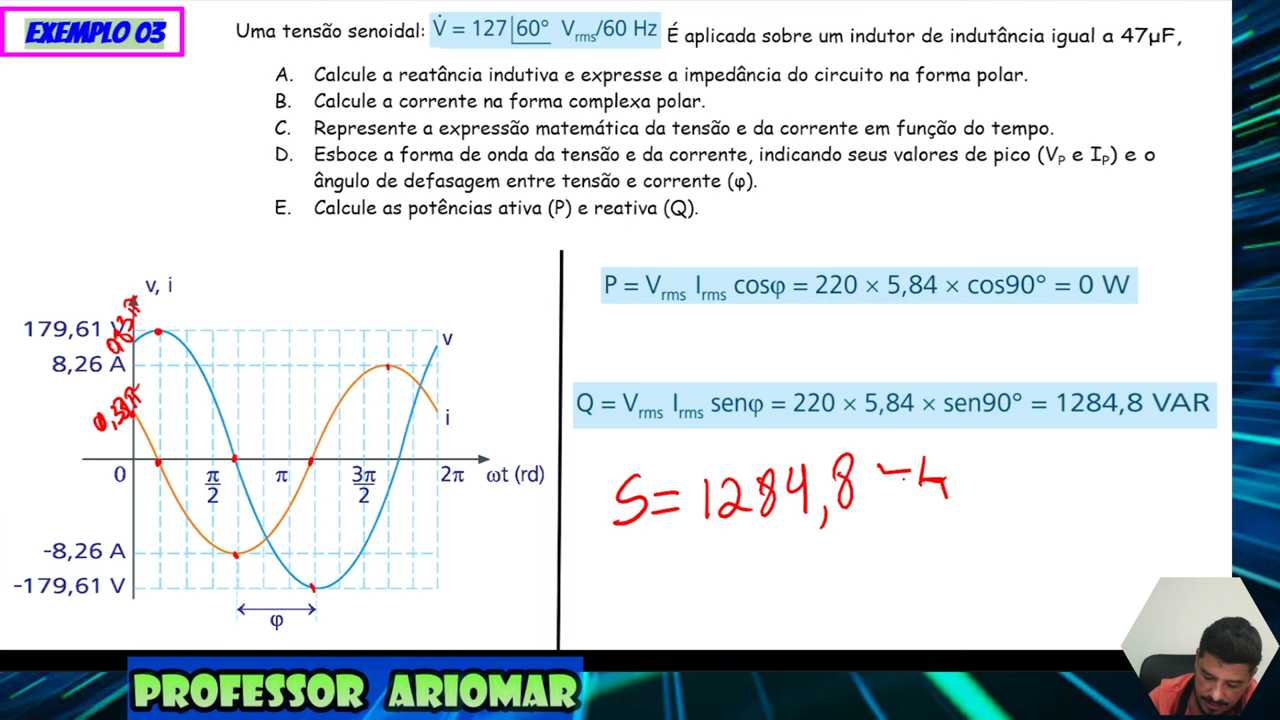 EXEMPLO 03
Uma tensão senoidal: V̇ = 127 |60° Vrms/60 Hz É aplicada sobre um indutor de indutância igual a 47µF,
A. Calcule a reatância indutiva e expresse a impedância do circuito na forma polar.
B. Calcule a corrente na forma complexa polar.
C. Represente a expressão matemática da tensão e da corrente em função do tempo.
D. Esboce a forma de onda da tensão e da corrente, indicando seus valores de pico (VP e IP) e o
ângulo de defasagem entre tensão e corrente (φ).
E. Calcule as potências ativa (P) e reativa (Q).
v, i
179,61 V
8,26 A
0
π/2
π
3π/2
2π
ωt (rd)
v
i
-8,26 A
-179,61 V
φ
P = Vrms Irms cosφ = 220 × 5,84 × cos90° = 0 W
Q = Vrms Irms senφ = 220 × 5,84 × sen90° = 1284,8 VAR
S = 1284,8
PROFESSOR ARIOMAR